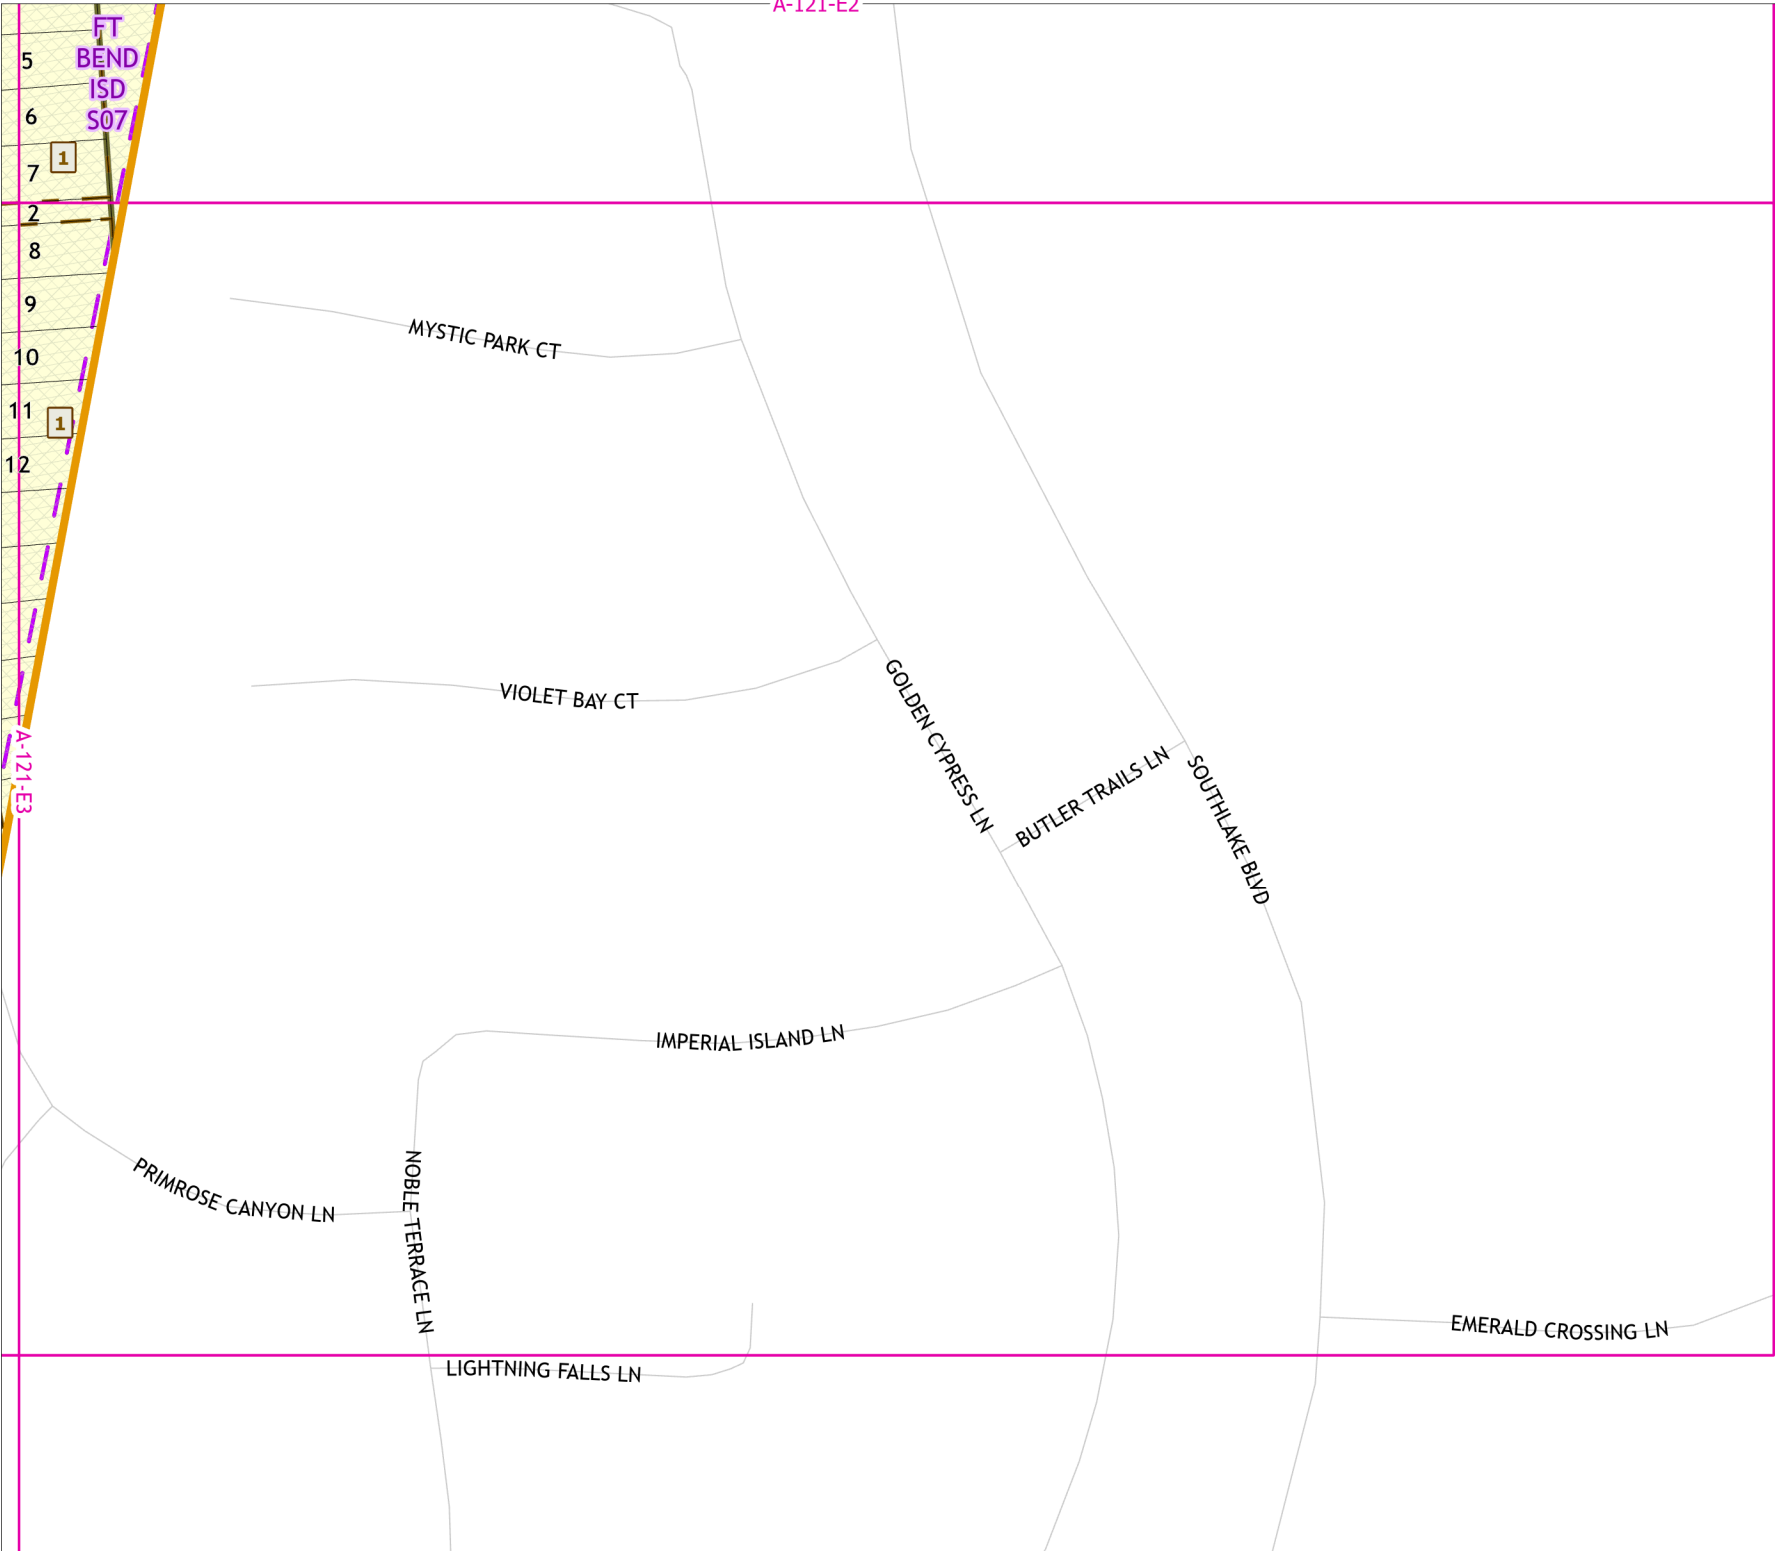 A-121-E2
FT
BEND
ISD
S07
5
6
1
7
2
8
9
10
11
1
12
MYSTIC PARK CT
VIOLET BAY CT
GOLDEN CYPRESS LN
BUTLER TRAILS LN
SOUTHLAKE BLVD
A-121-E3
IMPERIAL ISLAND LN
PRIMROSE CANYON LN
NOBLE TERRACE LN
EMERALD CROSSING LN
LIGHTNING FALLS LN